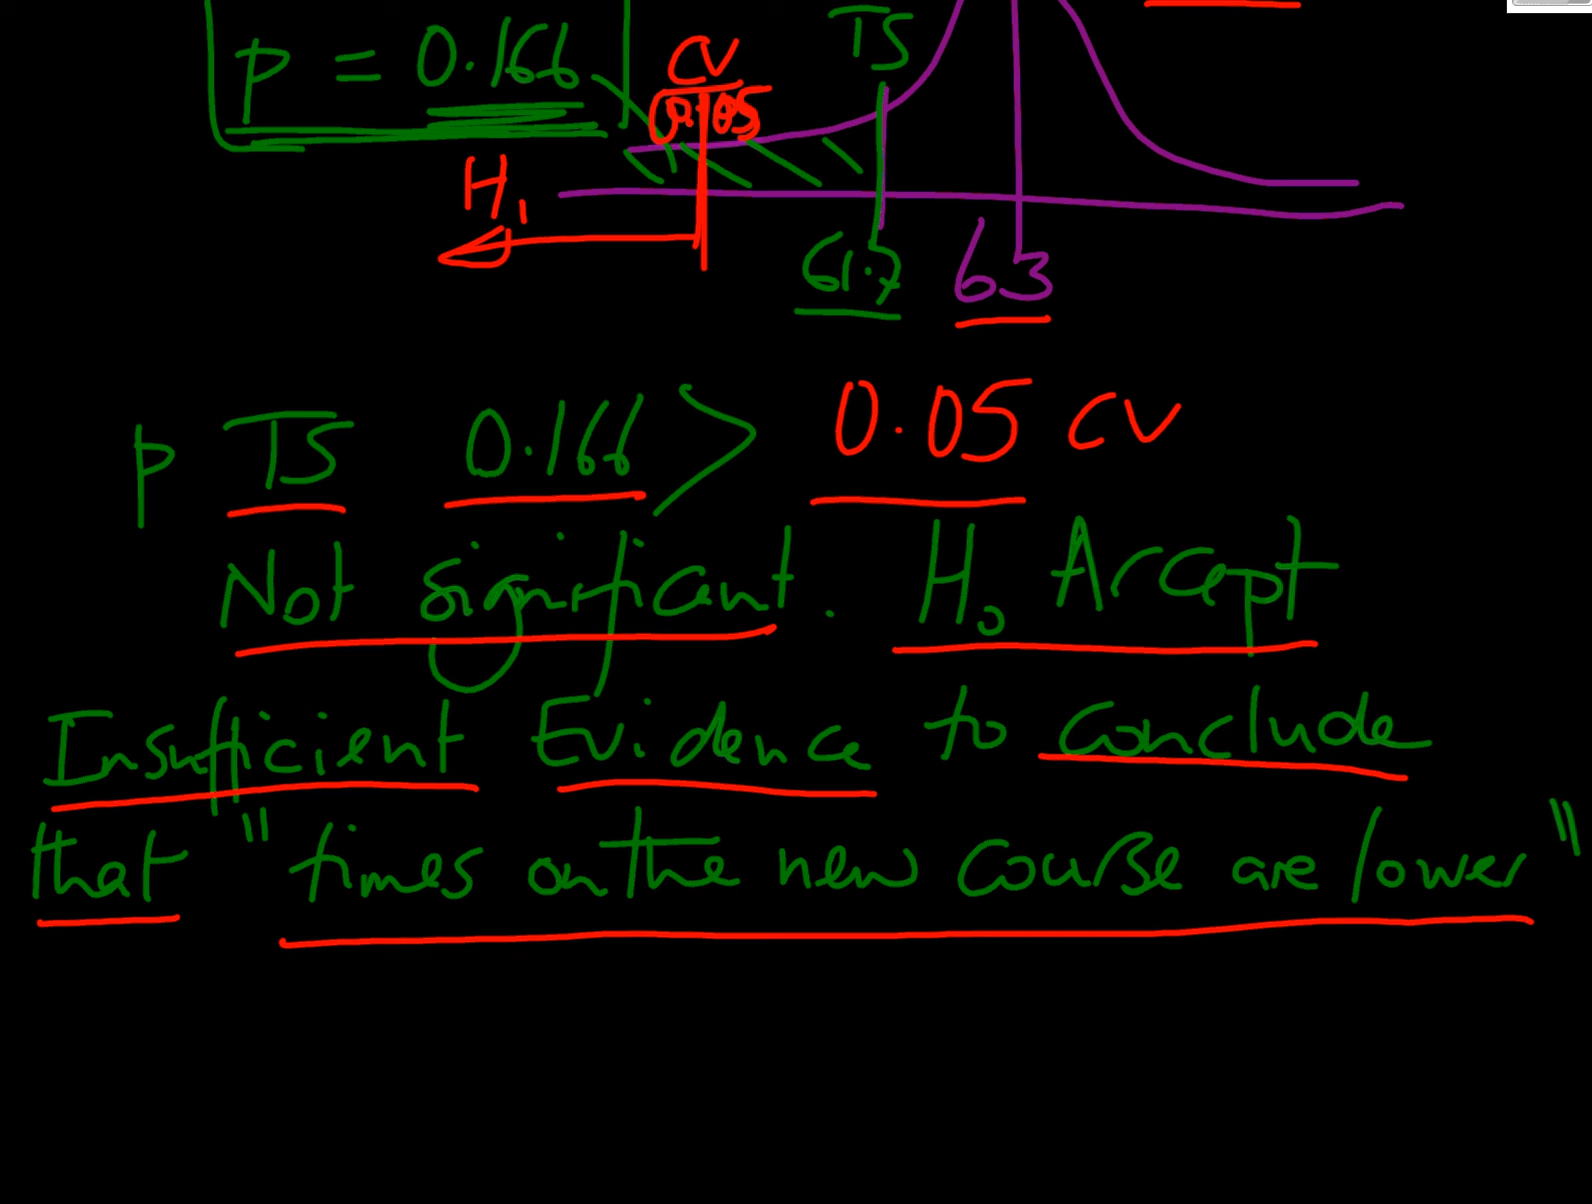 TS
p = 0.166
CV
0.05
H₁
61.7
63
p TS 0.166 > 0.05 CV
Not significant. H₀ Accept
Insufficient Evidence to conclude
that "times on the new course are lower"